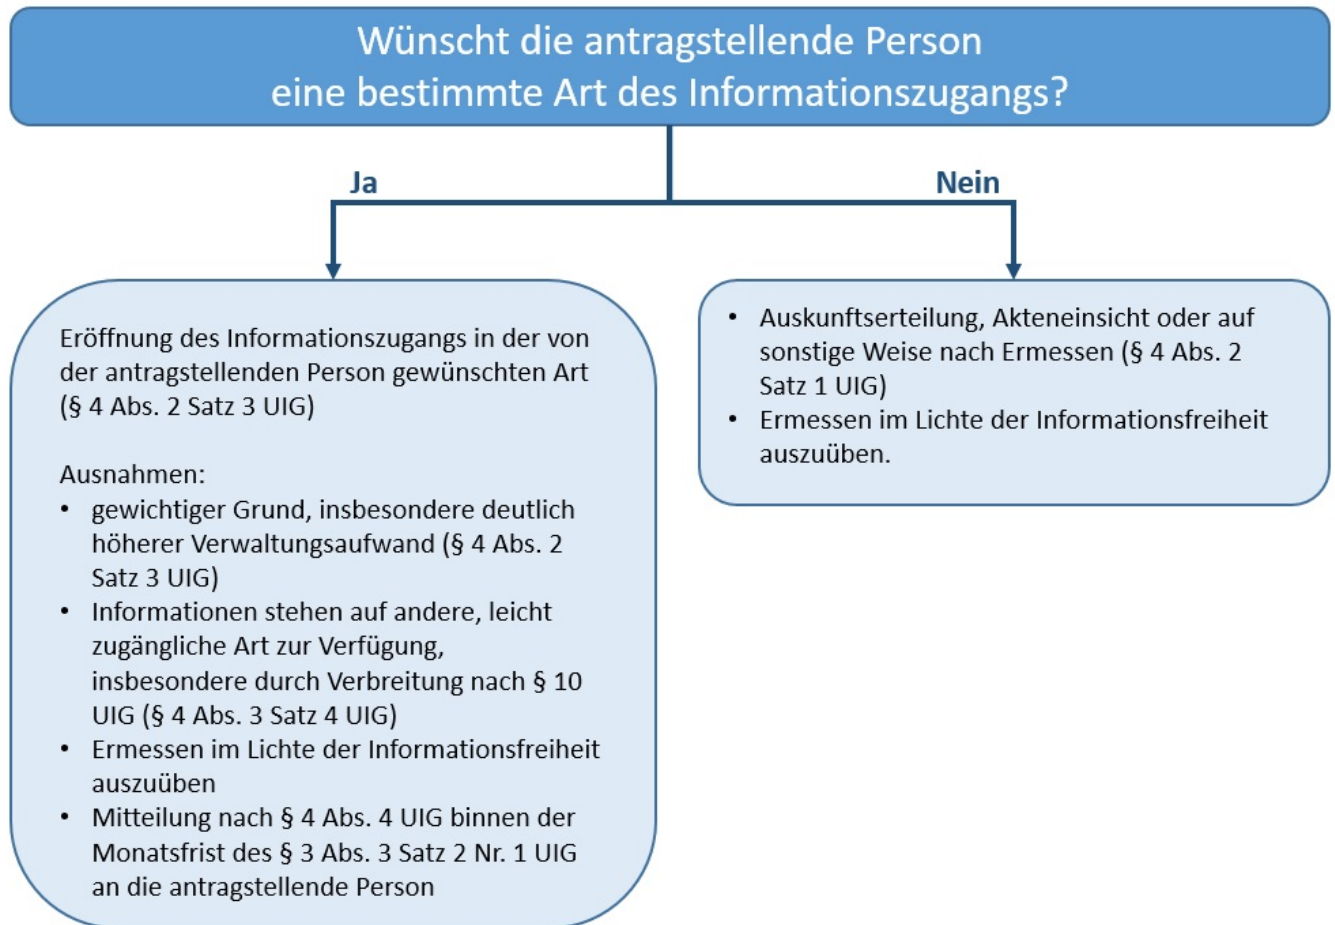 Wünscht die antragstellende Person
eine bestimmte Art des Informationszugangs?
Ja
Nein
Eröffnung des Informationszugangs in der von
der antragstellenden Person gewünschten Art
(§ 4 Abs. 2 Satz 3 UIG)
Ausnahmen:
• gewichtiger Grund, insbesondere deutlich
höherer Verwaltungsaufwand (§ 4 Abs. 2
Satz 3 UIG)
• Informationen stehen auf andere, leicht
zugängliche Art zur Verfügung,
insbesondere durch Verbreitung nach § 10
UIG (§ 4 Abs. 3 Satz 4 UIG)
• Ermessen im Lichte der Informationsfreiheit
auszuüben
• Mitteilung nach § 4 Abs. 4 UIG binnen der
Monatsfrist des § 3 Abs. 3 Satz 2 Nr. 1 UIG
an die antragstellende Person
• Auskunftserteilung, Akteneinsicht oder auf
sonstige Weise nach Ermessen (§ 4 Abs. 2
Satz 1 UIG)
• Ermessen im Lichte der Informationsfreiheit
auszuüben.